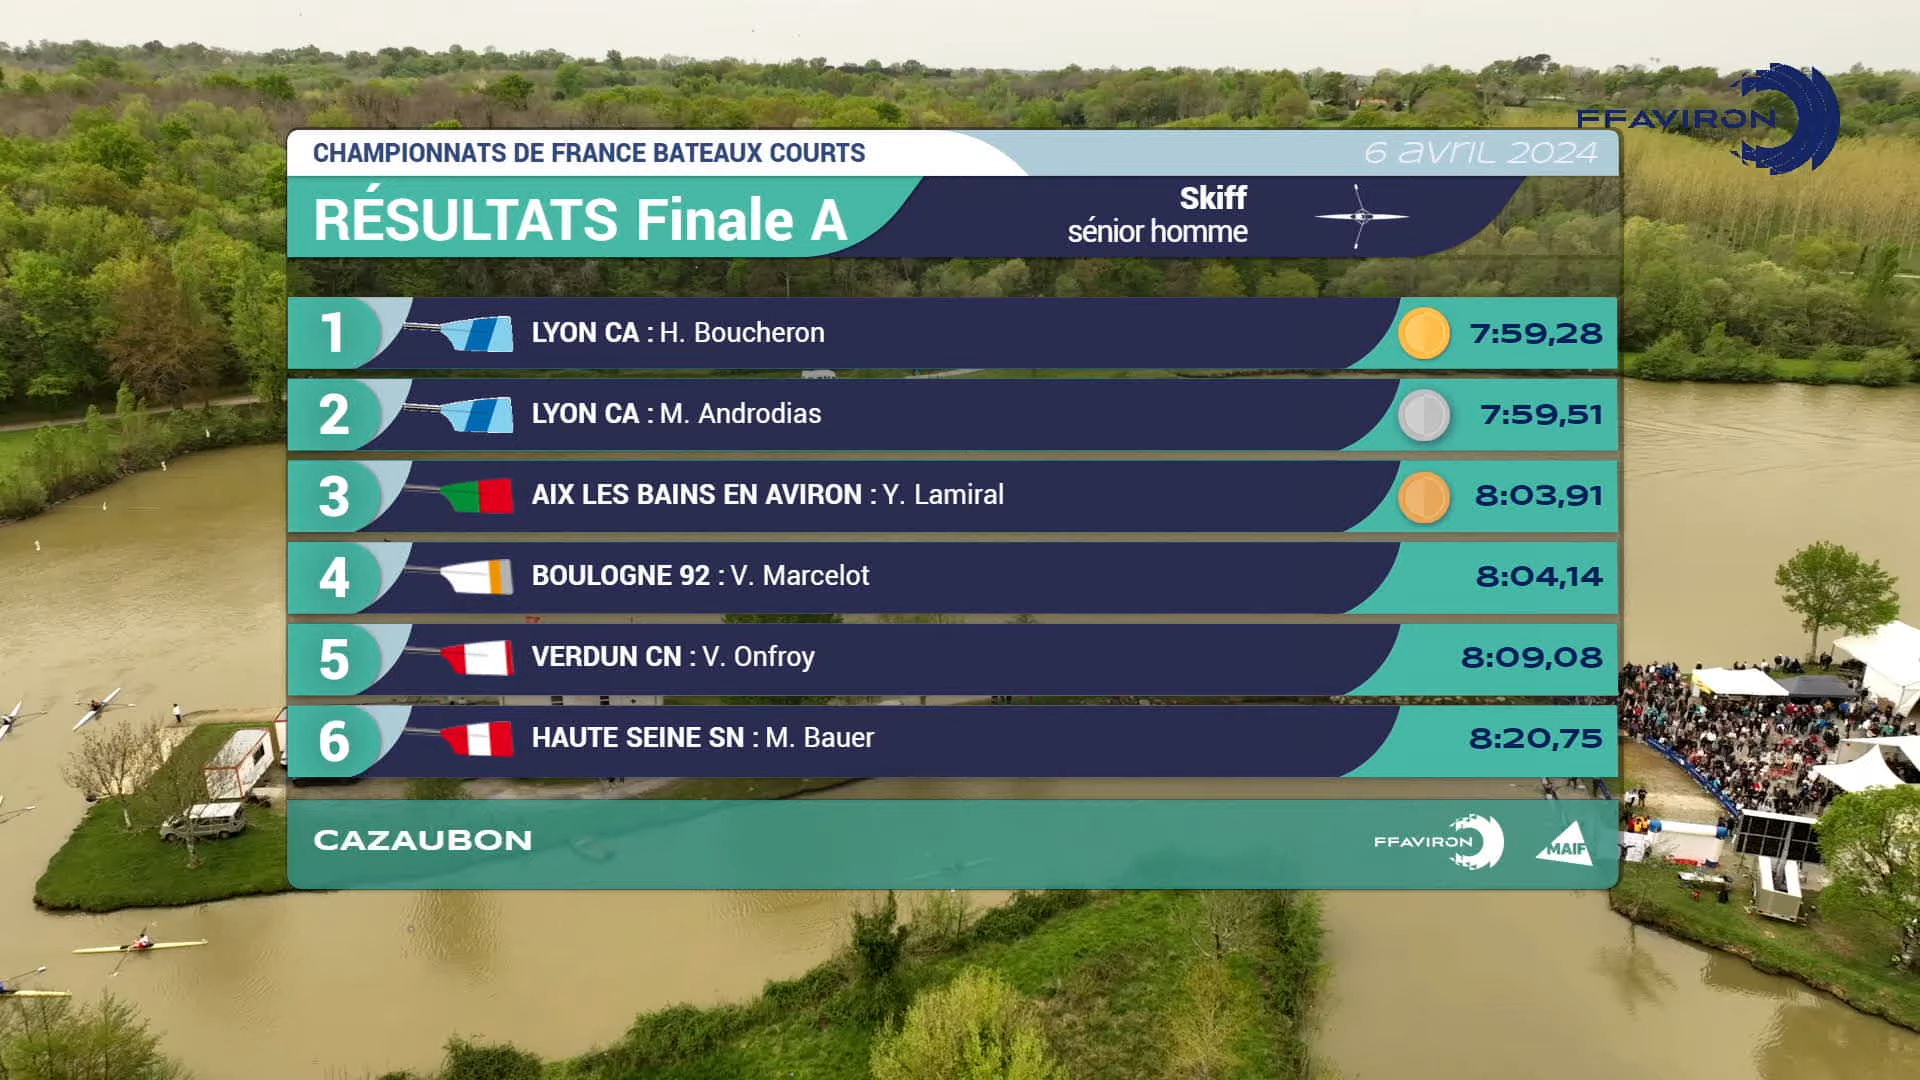 FFAVIRON
CHAMPIONNATS DE FRANCE BATEAUX COURTS
6 avril 2024
RÉSULTATS Finale A
Skiff
sénior homme
1 LYON CA : H. Boucheron 7:59,28
2 LYON CA : M. Androdias 7:59,51
3 AIX LES BAINS EN AVIRON : Y. Lamiral 8:03,91
4 BOULOGNE 92 : V. Marcelot 8:04,14
5 VERDUN CN : V. Onfroy 8:09,08
6 HAUTE SEINE SN : M. Bauer 8:20,75
CAZAUBON
FFAVIRON
MAIF